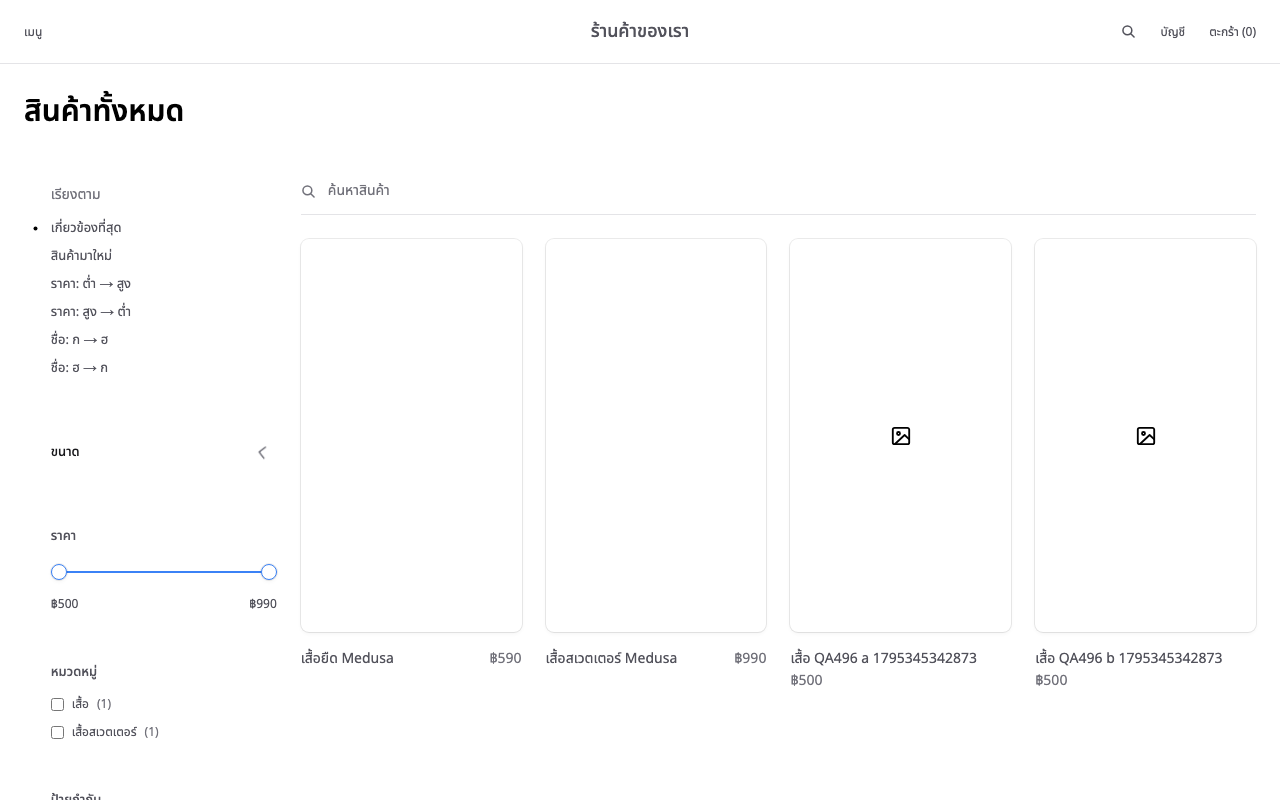 เมนู
ร้านค้าของเรา
บัญชี
ตะกร้า (0)
สินค้าทั้งหมด
เรียงตาม
เกี่ยวข้องที่สุด
สินค้ามาใหม่
ราคา: ต่ำ → สูง
ราคา: สูง → ต่ำ
ชื่อ: ก → ฮ
ชื่อ: ฮ → ก
ขนาด
ราคา
฿500
฿990
หมวดหมู่
เสื้อ (1)
เสื้อสเวตเตอร์ (1)
ป้ายกำกับ
ค้นหาสินค้า
เสื้อยืด Medusa ฿590
เสื้อสเวตเตอร์ Medusa ฿990
เสื้อ QA496 a 1795345342873
฿500
เสื้อ QA496 b 1795345342873
฿500